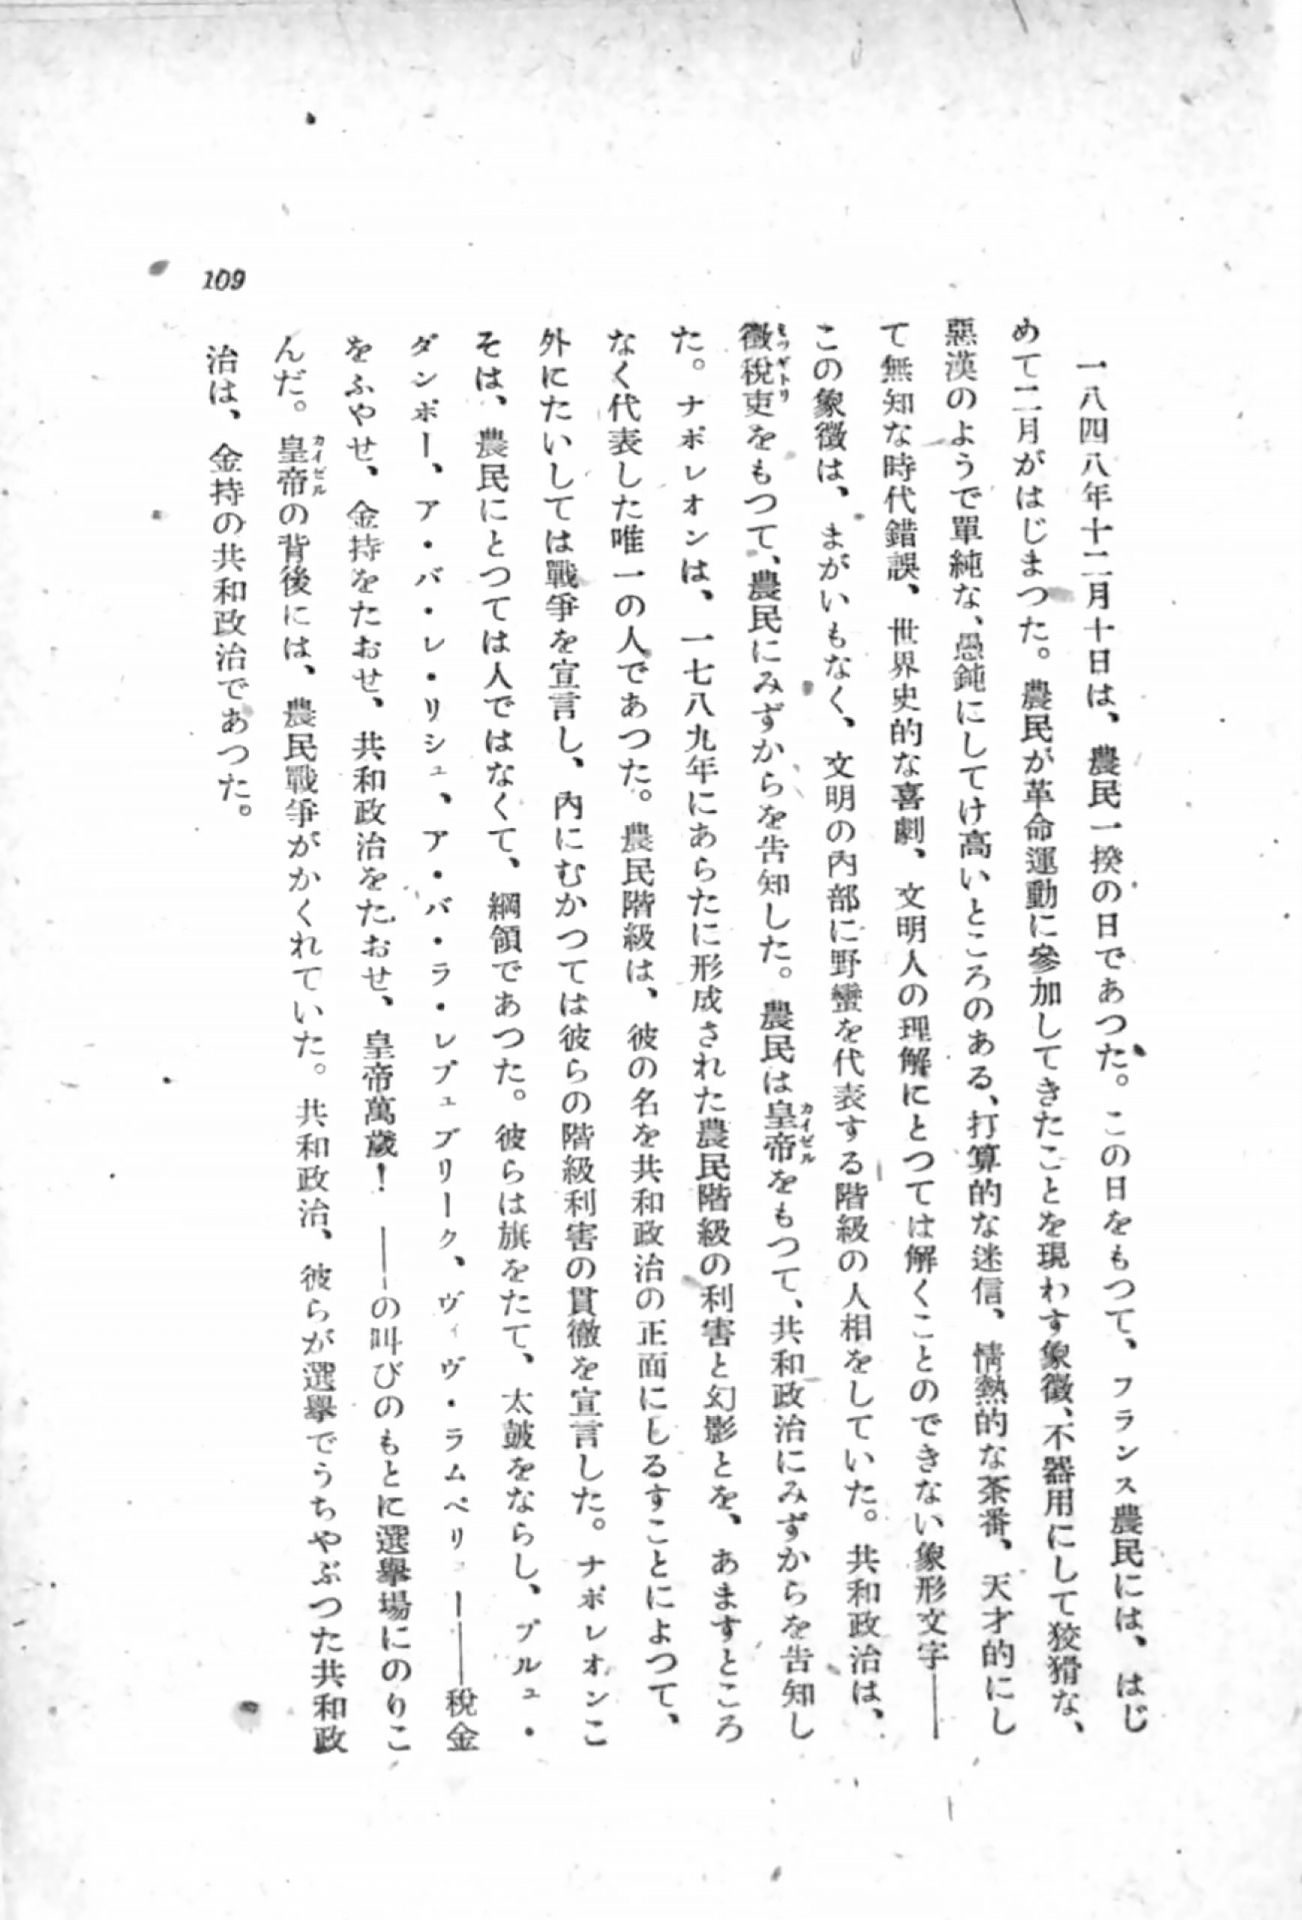 一八四八年十二月十日は、農民一揆の日であつた。この日をもつて、フランス農民には、はじ
めて二月がはじまつた。農民が革命運動に參加してきたことを現わす象徴、不器用にして狡猾な、
惡漢のようで單純な、愚鈍にしてけ高いところのある、打算的な迷信、情熱的な茶番、天才的にし
て無知な時代錯誤、世界史的な喜劇、文明人の理解にとつては解くことのできない象形文字——
この象徴は、まがいもなく、文明の內部に野蠻を代表する階級の人相をしていた。共和政治は、
徵稅吏をもつて、農民にみずからを告知した。農民は皇帝をもつて、共和政治にみずからを告知し
カイゼル
た。ナポレオンは、一七八九年にあらたに形成された農民階級の利害と幻影とを、あますところ
なく代表した唯一の人であつた。農民階級は、彼の名を共和政治の正面にしるすことによつて、
外にたいしては戰爭を宣言し、內にむかつては彼らの階級利害の貫徹を宣言した。ナポレオンこ
そは、農民にとつては人ではなくて、綱領であつた。彼らは旗をたて、太皷をならし、プルュ・
ダンポー、ア・バ・レ・リシュ、ア・バ・ラ・レプュブリーク、ヴィヴ・ラムペリ ——稅金
をふやせ、金持をたおせ、共和政治をたおせ、皇帝萬歲！ ——の叫びのもとに選擧場にのりこ
んだ。皇帝の背後には、農民戰爭がかくれていた。共和政治、彼らが選擧でうちやぶつた共和政
カイゼル
治は、金持の共和政治であつた。
109